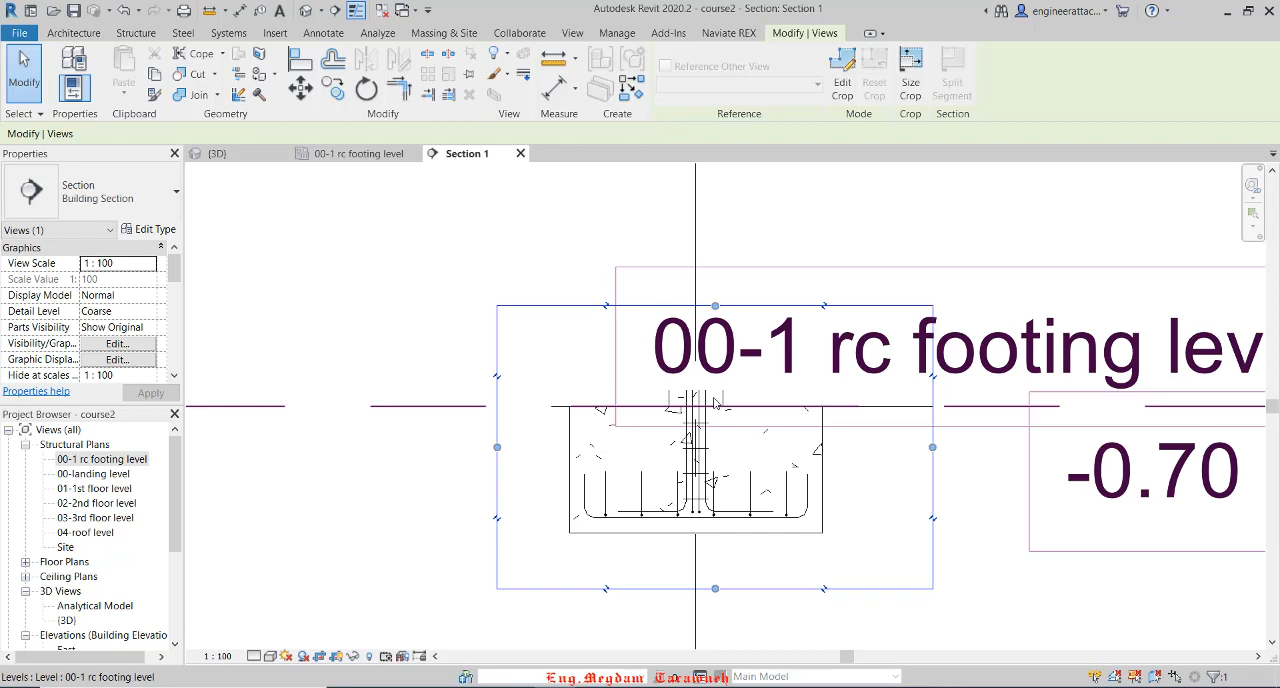 Autodesk Revit 2020.2 - course2 - Section: Section 1
engineerattac...
File Architecture Structure Steel Systems Insert Annotate Analyze Massing & Site Collaborate View Manage Add-Ins Naviate REX Modify | Views
Modify Paste Cope Cut Join Reference Other View Edit Crop Reset Crop Size Crop Split Segment
Select Properties Clipboard Geometry Modify View Measure Create Reference Mode Crop Section
Modify | Views
Properties {3D} 00-1 rc footing level Section 1
Section
Building Section
Views (1) Edit Type
Graphics
View Scale 1 : 100
Scale Value 1: 100
Display Model Normal
Detail Level Coarse
Parts Visibility Show Original
Visibility/Grap... Edit...
Graphic Displa... Edit...
Hide at scales ... 1 : 100
Properties help Apply
Project Browser - course2
Views (all)
Structural Plans
00-1 rc footing level
00-landing level
01-1st floor level
02-2nd floor level
03-3rd floor level
04-roof level
Site
Floor Plans
Ceiling Plans
3D Views
Analytical Model
{3D}
Elevations (Building Elevatio
East
00-1 rc footing lev
-0.70
1 : 100
Levels : Level : 00-1 rc footing level
Eng.Meqdam Tarawneh
Main Model
:1